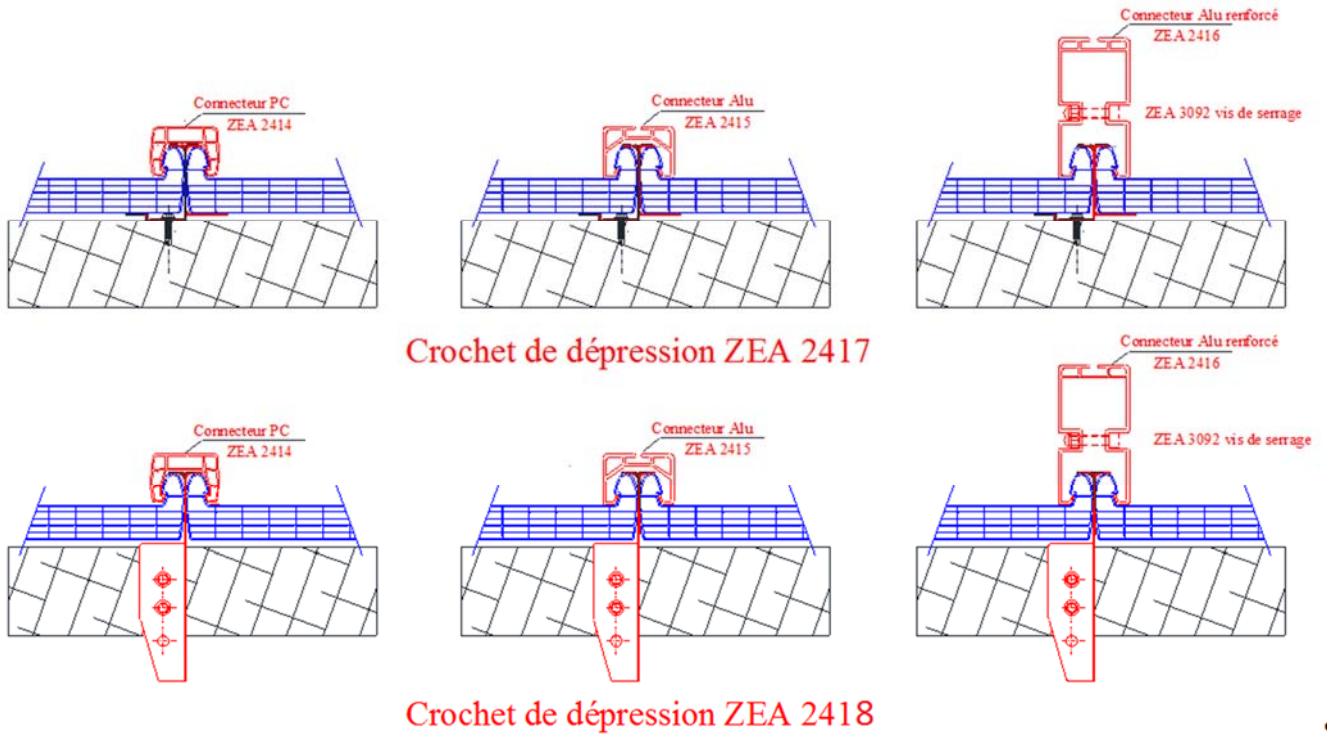 Connecteur PC
ZEA 2414
Connecteur Alu
ZEA 2415
Connecteur Alu renforcé
ZEA 2416
ZEA 3092 vis de serrage
Crochet de dépression ZEA 2417
Connecteur PC
ZEA 2414
Connecteur Alu
ZEA 2415
Connecteur Alu renforcé
ZEA 2416
ZEA 3092 vis de serrage
Crochet de dépression ZEA 2418